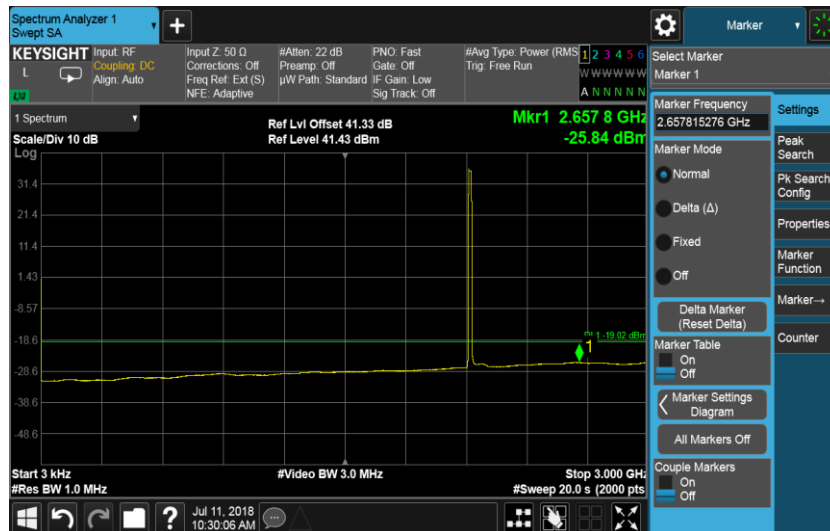 Spectrum Analyzer 1
Swept SA
+
Marker
KEYSIGHT
L
LXI
Input: RF
Coupling: DC
Align: Auto
Input Z: 50 Ω
Corrections: Off
Freq Ref: Ext (S)
NFE: Adaptive
#Atten: 22 dB
Preamp: Off
µW Path: Standard
PNO: Fast
Gate: Off
IF Gain: Low
Sig Track: Off
#Avg Type: Power (RMS
Trig: Free Run
1 2 3 4 5 6
W W W W W W
A N N N N N
Select Marker
Marker 1
1 Spectrum
Scale/Div 10 dB
Ref Lvl Offset 41.33 dB
Ref Level 41.43 dBm
Mkr1 2.657 8 GHz
-25.84 dBm
Log
31.4
21.4
11.4
1.43
-8.57
-18.6
-28.6
-38.6
-48.6
DL1 -19.02 dBm
1
Start 3 kHz
#Res BW 1.0 MHz
#Video BW 3.0 MHz
Stop 3.000 GHz
#Sweep 20.0 s (2000 pts
Marker Frequency
2.657815276 GHz
Marker Mode
Normal
Delta (Δ)
Fixed
Off
Delta Marker
(Reset Delta)
Marker Table
On
Off
Marker Settings
Diagram
All Markers Off
Couple Markers
On
Off
Settings
Peak
Search
Pk Search
Config
Properties
Marker
Function
Marker→
Counter
?
Jul 11, 2018
10:30:06 AM